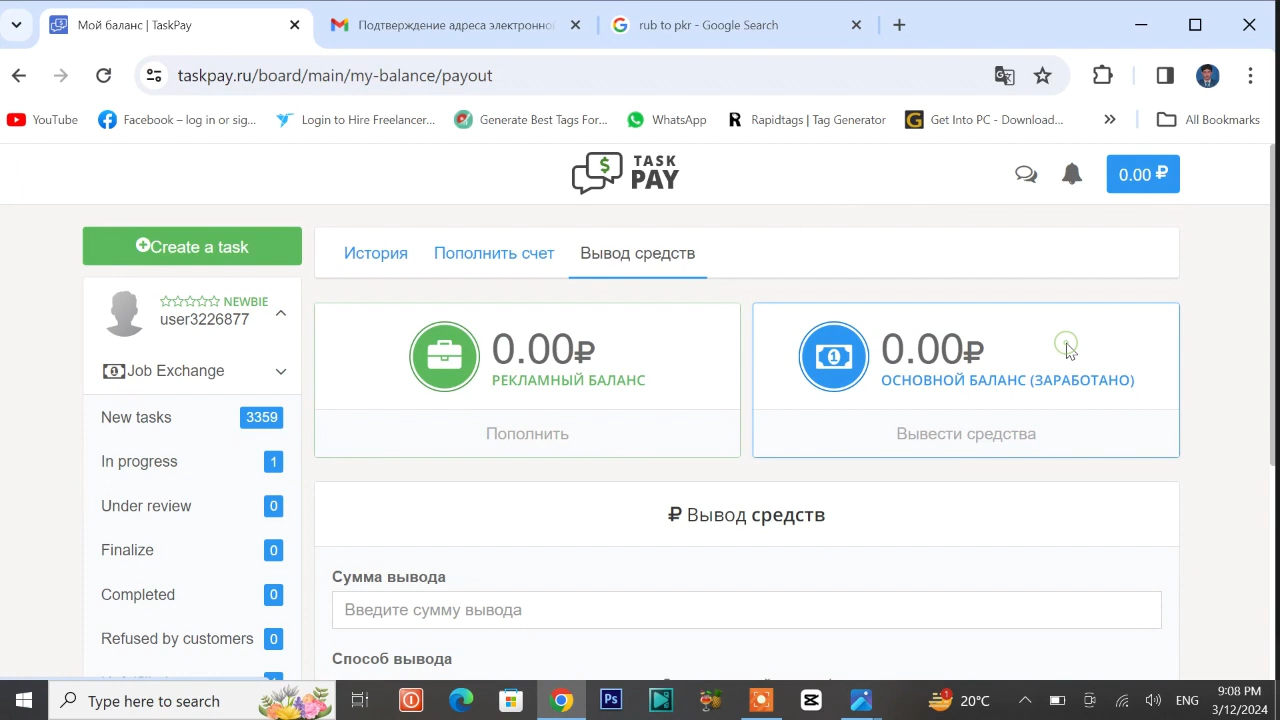 Мой баланс | TaskPay
Подтверждение адреса электронно
rub to pkr - Google Search
taskpay.ru/board/main/my-balance/payout
YouTube
Facebook – log in or sig...
Login to Hire Freelancer...
Generate Best Tags For...
WhatsApp
Rapidtags | Tag Generator
Get Into PC - Download...
All Bookmarks
TASK
PAY
0.00 ₽
Create a task
История
Пополнить счет
Вывод средств
NEWBIE
user3226877
Job Exchange
0.00₽
РЕКЛАМНЫЙ БАЛАНС
Пополнить
0.00₽
ОСНОВНОЙ БАЛАНС (ЗАРАБОТАНО)
Вывести средства
New tasks 3359
In progress 1
Under review 0
Finalize 0
Completed 0
Refused by customers 0
₽ Вывод средств
Сумма вывода
Введите сумму вывода
Способ вывода
Type here to search
20°C
ENG
9:08 PM
3/12/2024